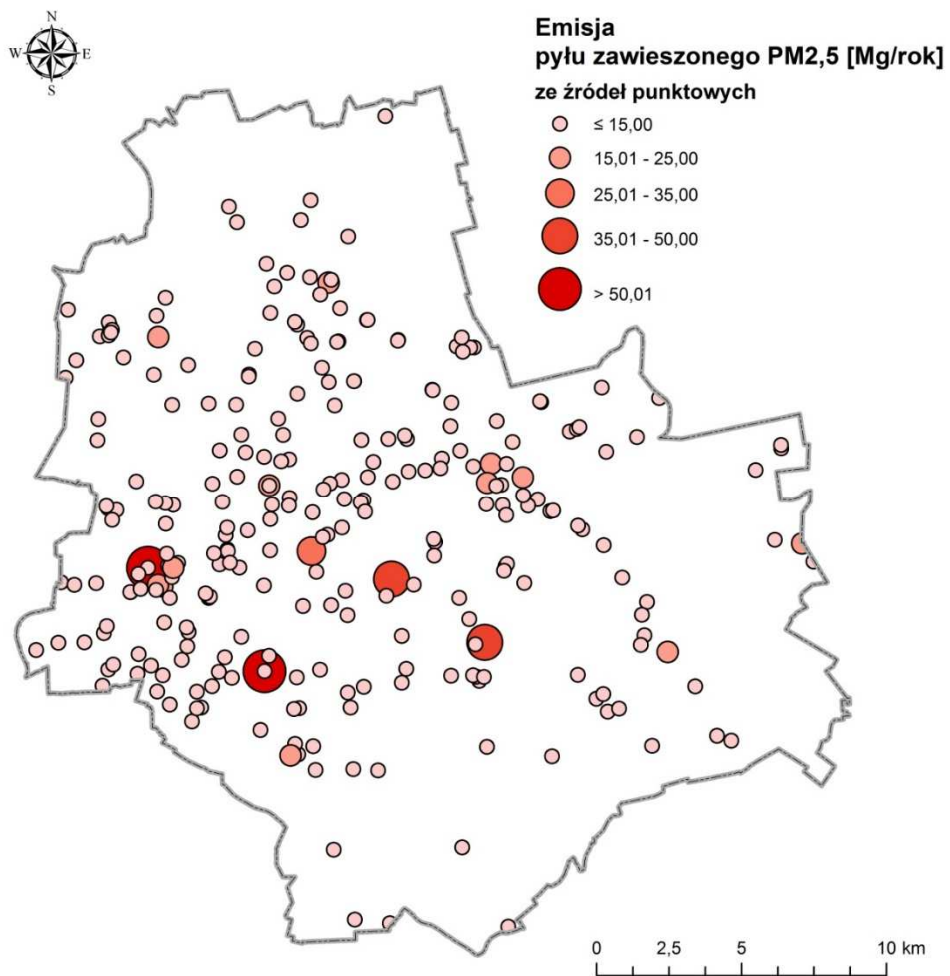 N
W E
S
Emisja
pyłu zawieszonego PM2,5 [Mg/rok]
ze źródeł punktowych
≤ 15,00
15,01 - 25,00
25,01 - 35,00
35,01 - 50,00
> 50,01
0 2,5 5 10 km